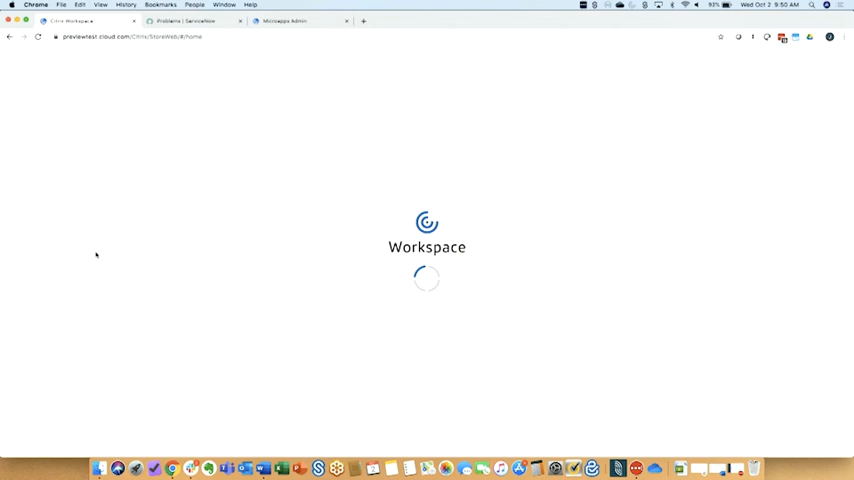 Chrome File Edit View History Bookmarks People Window Help 93% Wed Oct 2 9:50 AM
Citrix Workspace Problems | ServiceNow Microapps Admin
previewtest.cloud.com/Citrix/StoreWeb/#/home
Workspace